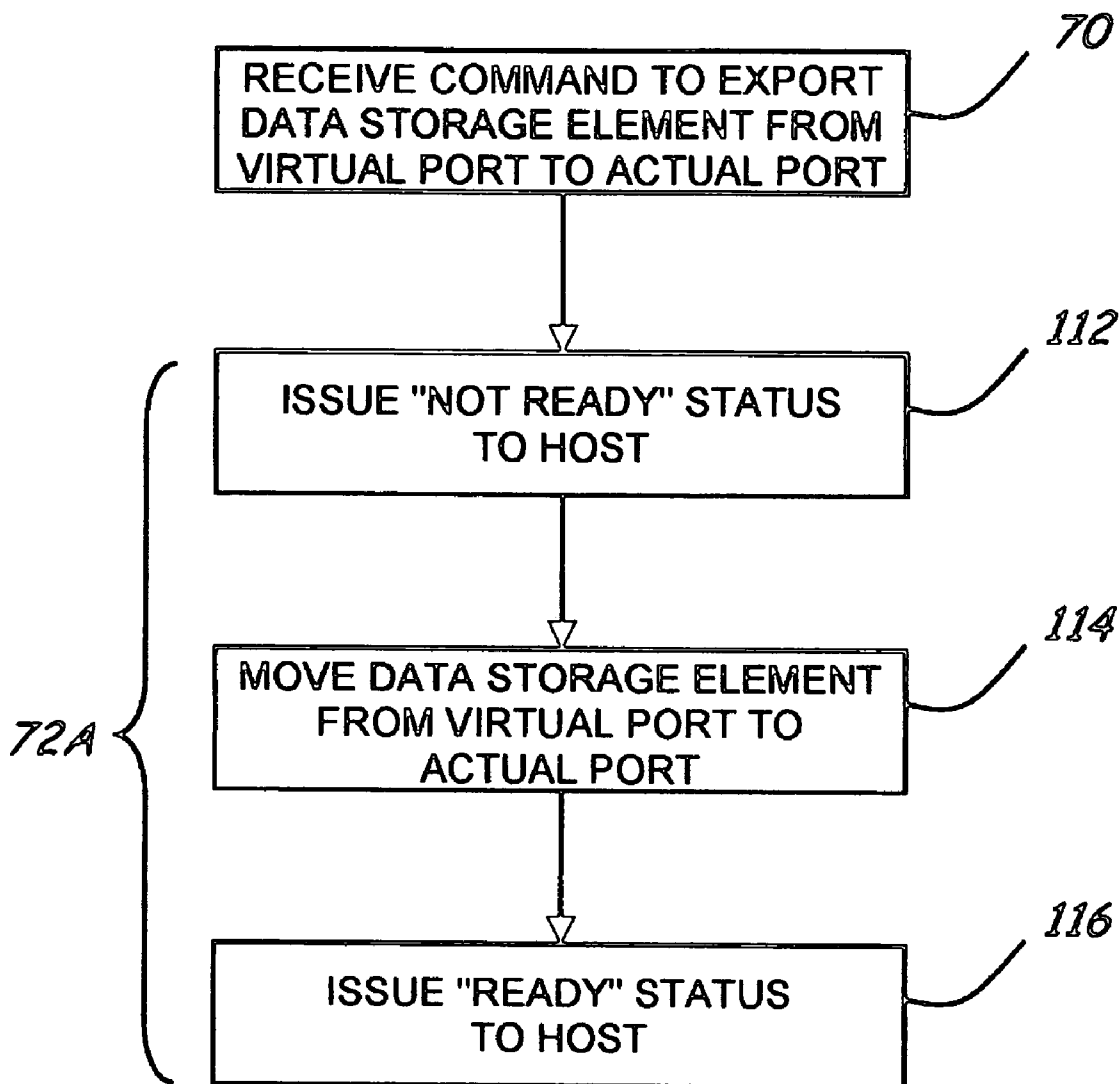 70
RECEIVE COMMAND TO EXPORT
DATA STORAGE ELEMENT FROM
VIRTUAL PORT TO ACTUAL PORT
112
ISSUE "NOT READY" STATUS
TO HOST
114
MOVE DATA STORAGE ELEMENT
FROM VIRTUAL PORT TO
ACTUAL PORT
72A
116
ISSUE "READY" STATUS
TO HOST